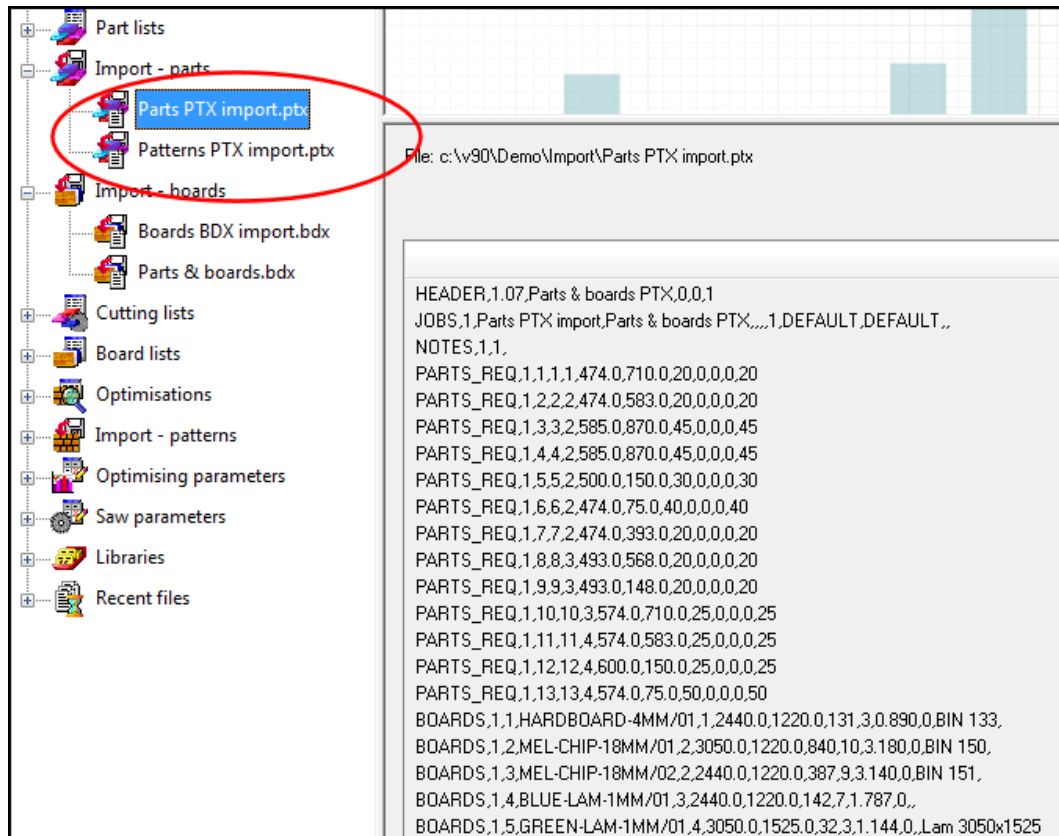 Part lists
Import - parts
Parts PTX import.ptx
Patterns PTX import.ptx
Import - boards
Boards BDX import.bdx
Parts & boards.bdx
Cutting lists
Board lists
Optimisations
Import - patterns
Optimising parameters
Saw parameters
Libraries
Recent files
File: c:\v90\Demo\Import\Parts PTX import.ptx
HEADER,1.07,Parts & boards PTX,0,0,1
JOBS,1,Parts PTX import,Parts & boards PTX,,,,1,DEFAULT,DEFAULT,,
NOTES,1,1,
PARTS_REQ,1,1,1,1,474.0,710.0,20,0,0,0,20
PARTS_REQ,1,2,2,2,474.0,583.0,20,0,0,0,20
PARTS_REQ,1,3,3,2,585.0,870.0,45,0,0,0,45
PARTS_REQ,1,4,4,2,585.0,870.0,45,0,0,0,45
PARTS_REQ,1,5,5,2,500.0,150.0,30,0,0,0,30
PARTS_REQ,1,6,6,2,474.0,75.0,40,0,0,0,40
PARTS_REQ,1,7,7,2,474.0,393.0,20,0,0,0,20
PARTS_REQ,1,8,8,3,493.0,568.0,20,0,0,0,20
PARTS_REQ,1,9,9,3,493.0,148.0,20,0,0,0,20
PARTS_REQ,1,10,10,3,574.0,710.0,25,0,0,0,25
PARTS_REQ,1,11,11,4,574.0,583.0,25,0,0,0,25
PARTS_REQ,1,12,12,4,600.0,150.0,25,0,0,0,25
PARTS_REQ,1,13,13,4,574.0,75.0,50,0,0,0,50
BOARDS,1,1,HARDBOARD-4MM/01,1,2440.0,1220.0,131,3,0.890,0,BIN 133,
BOARDS,1,2,MEL-CHIP-18MM/01,2,3050.0,1220.0,840,10,3.180,0,BIN 150,
BOARDS,1,3,MEL-CHIP-18MM/02,2,2440.0,1220.0,387,9,3.140,0,BIN 151,
BOARDS,1,4,BLUE-LAM-1MM/01,3,2440.0,1220.0,142,7,1.787,0,,
BOARDS,1,5,GREEN-LAM-1MM/01,4,3050.0,1525.0,32,3,1.144,0,,Lam 3050x1525